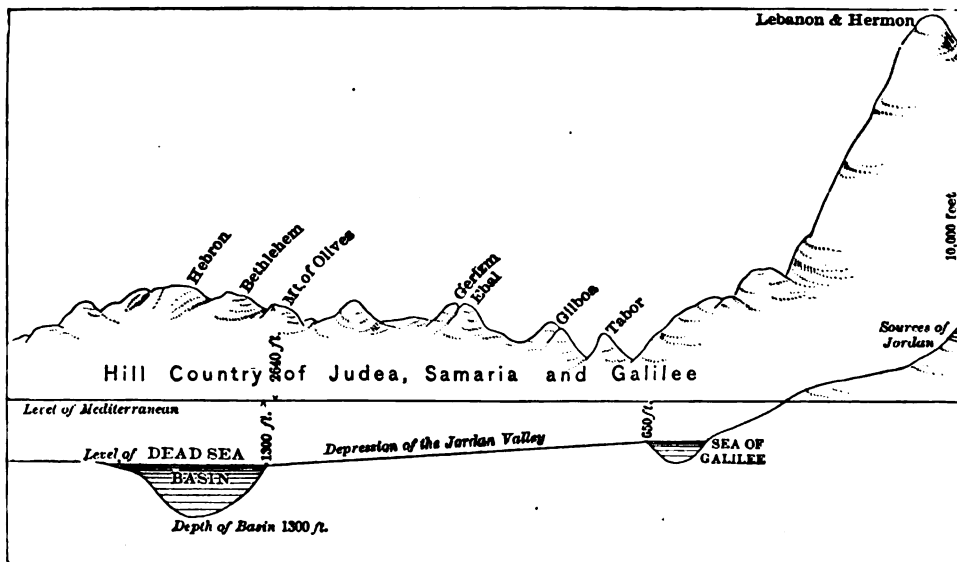 Lebanon & Hermon
10,000 feet
Hebron
Bethlehem
Mt. of Olives
Gerizm
Ebal
Gilboa
Tabor
Sources of
Jordan
2640 ft.
Hill Country of Judea, Samaria and Galilee
Level of Mediterranean
1300 ft.
650 ft.
Depression of the Jordan Valley
SEA OF
GALILEE
Level of DEAD SEA
BASIN
Depth of Basin 1300 ft.